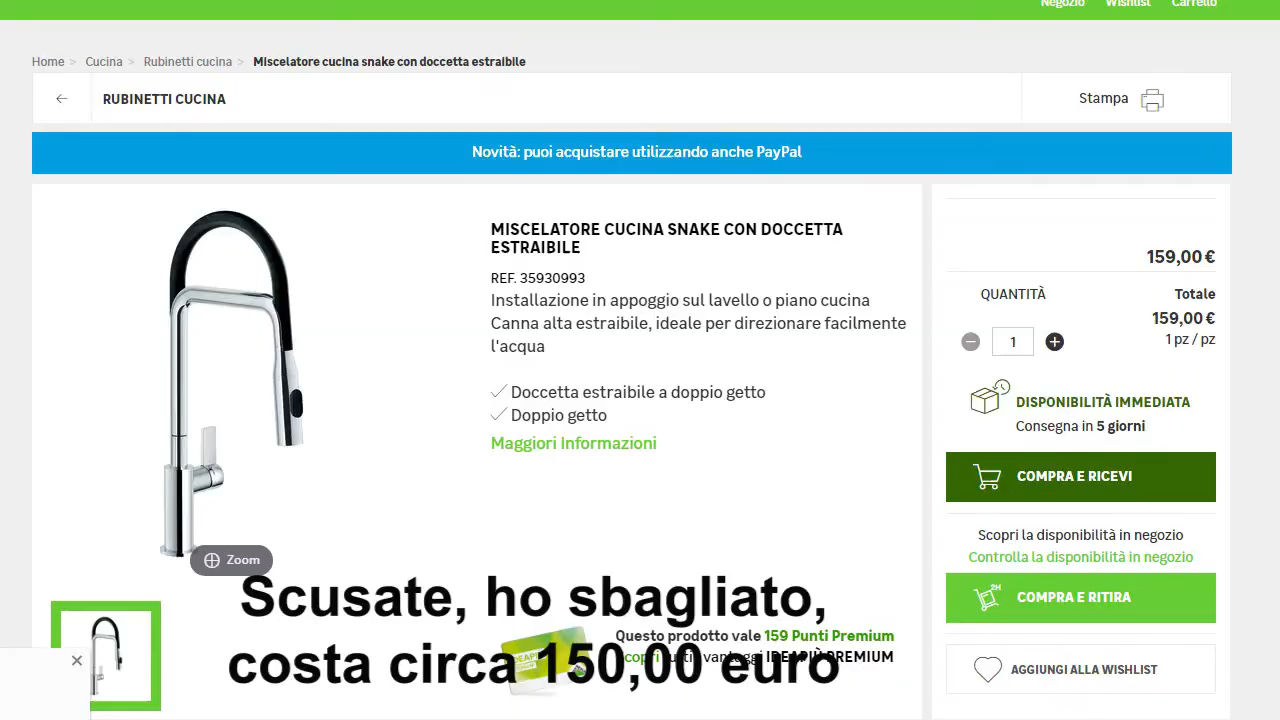 Negozio Wishlist Carrello
Home > Cucina > Rubinetti cucina > Miscelatore cucina snake con doccetta estraibile
← RUBINETTI CUCINA
Stampa
Novità: puoi acquistare utilizzando anche PayPal
MISCELATORE CUCINA SNAKE CON DOCCETTA
ESTRAIBILE
REF. 35930993
Installazione in appoggio sul lavello o piano cucina
Canna alta estraibile, ideale per direzionare facilmente
l'acqua
Doccetta estraibile a doppio getto
Doppio getto
Maggiori Informazioni
Zoom
159,00 €
QUANTITÀ Totale
159,00 €
1 1 pz / pz
DISPONIBILITÀ IMMEDIATA
Consegna in 5 giorni
COMPRA E RICEVI
Scopri la disponibilità in negozio
Controlla la disponibilità in negozio
2H COMPRA E RITIRA
AGGIUNGI ALLA WISHLIST
Questo prodotto vale 159 Punti Premium
vantaggi IDEAPIÙ PREMIUM
Scusate, ho sbagliato,
costa circa 150,00 euro